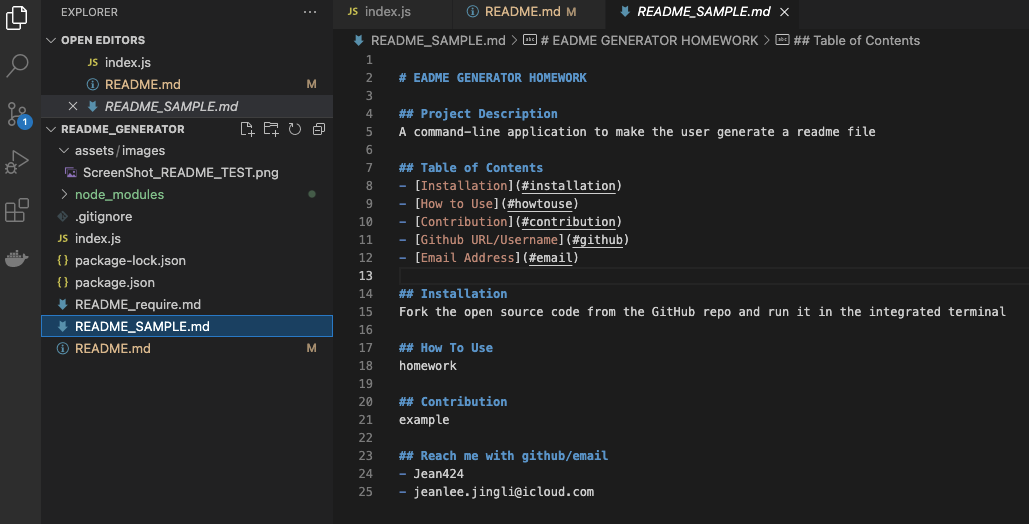 EXPLORER
OPEN EDITORS
JS index.js
README.md M
README_SAMPLE.md
1
README_GENERATOR
assets/images
ScreenShot_README_TEST.png
node_modules
.gitignore
JS index.js
{} package-lock.json
{} package.json
README_require.md
README_SAMPLE.md
README.md M
JS index.js
README.md M
README_SAMPLE.md
README_SAMPLE.md > abc # EADME GENERATOR HOMEWORK > abc ## Table of Contents
1
2 # EADME GENERATOR HOMEWORK
3
4 ## Project Description
5 A command-line application to make the user generate a readme file
6
7 ## Table of Contents
8 - [Installation](#installation)
9 - [How to Use](#howtouse)
10 - [Contribution](#contribution)
11 - [Github URL/Username](#github)
12 - [Email Address](#email)
13
14 ## Installation
15 Fork the open source code from the GitHub repo and run it in the integrated terminal
16
17 ## How To Use
18 homework
19
20 ## Contribution
21 example
22
23 ## Reach me with github/email
24 - Jean424
25 - jeanlee.jingli@icloud.com